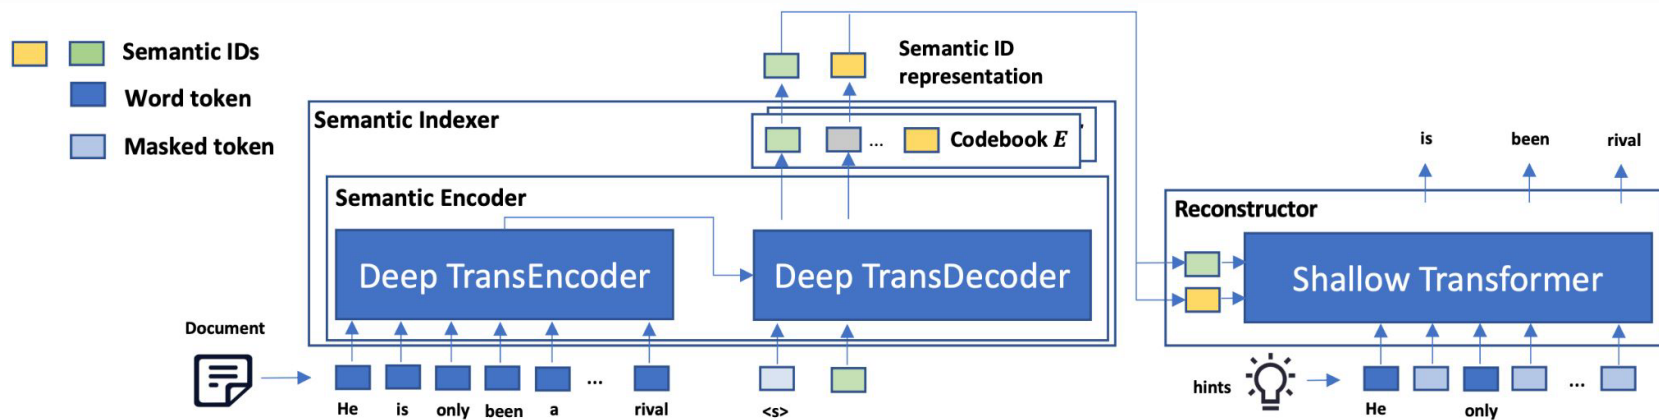 Semantic IDs
Word token
Masked token
Semantic ID
representation
Semantic Indexer
... Codebook E
Semantic Encoder
Deep TransEncoder
Deep TransDecoder
Document
...
He is only been a rival
<s>
is been rival
Reconstructor
Shallow Transformer
hints
...
He only